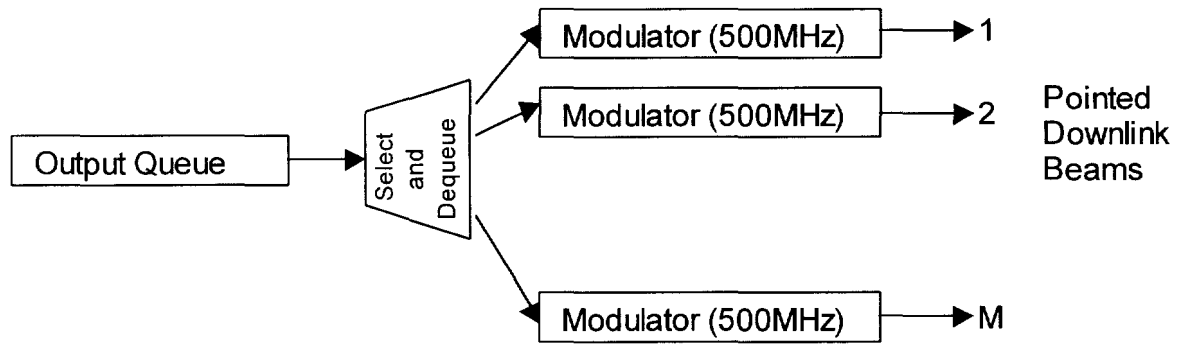 Output Queue
Select
and
Dequeue
Modulator (500MHz)
1
Modulator (500MHz)
2
Modulator (500MHz)
M
Pointed
Downlink
Beams